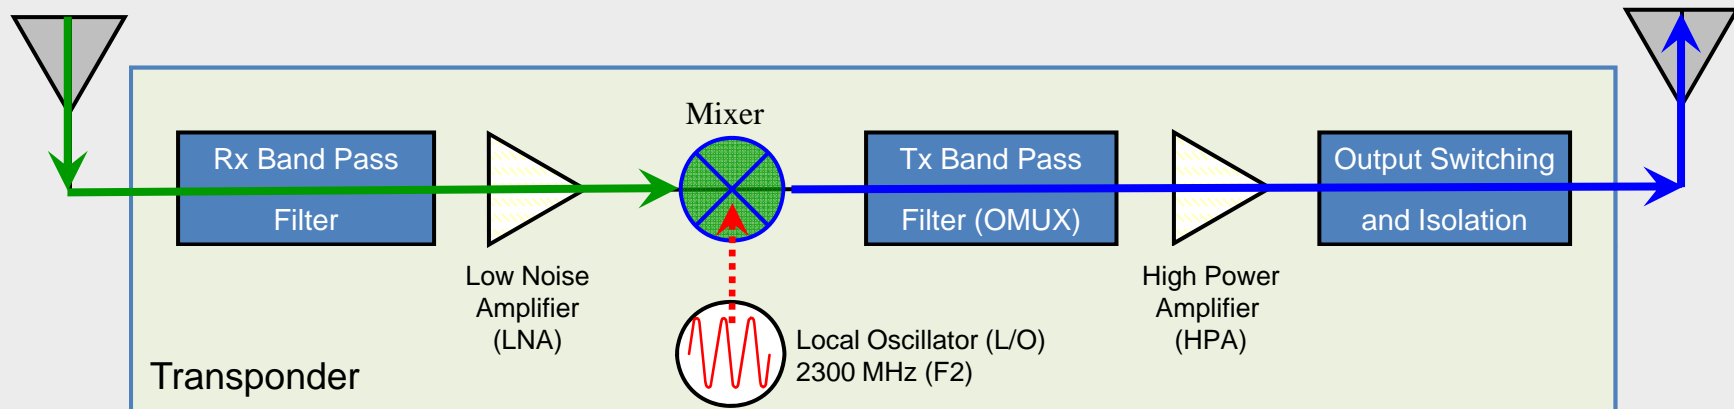 Mixer
Rx Band Pass
Filter
Tx Band Pass
Filter (OMUX)
Output Switching
and Isolation
Low Noise
Amplifier
(LNA)
High Power
Amplifier
(HPA)
Local Oscillator (L/O)
2300 MHz (F2)
Transponder